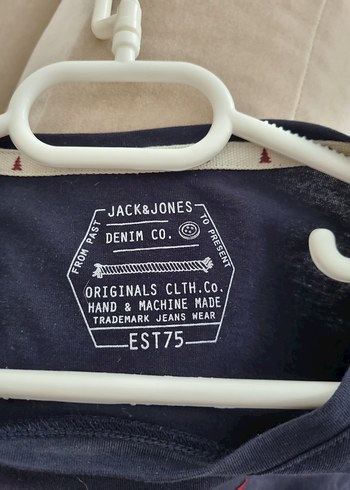 JACK&JONES
FROM PAST
TO PRESENT
DENIM CO.
ORIGINALS CLTH.Co.
HAND & MACHINE MADE
TRADEMARK JEANS WEAR
EST75